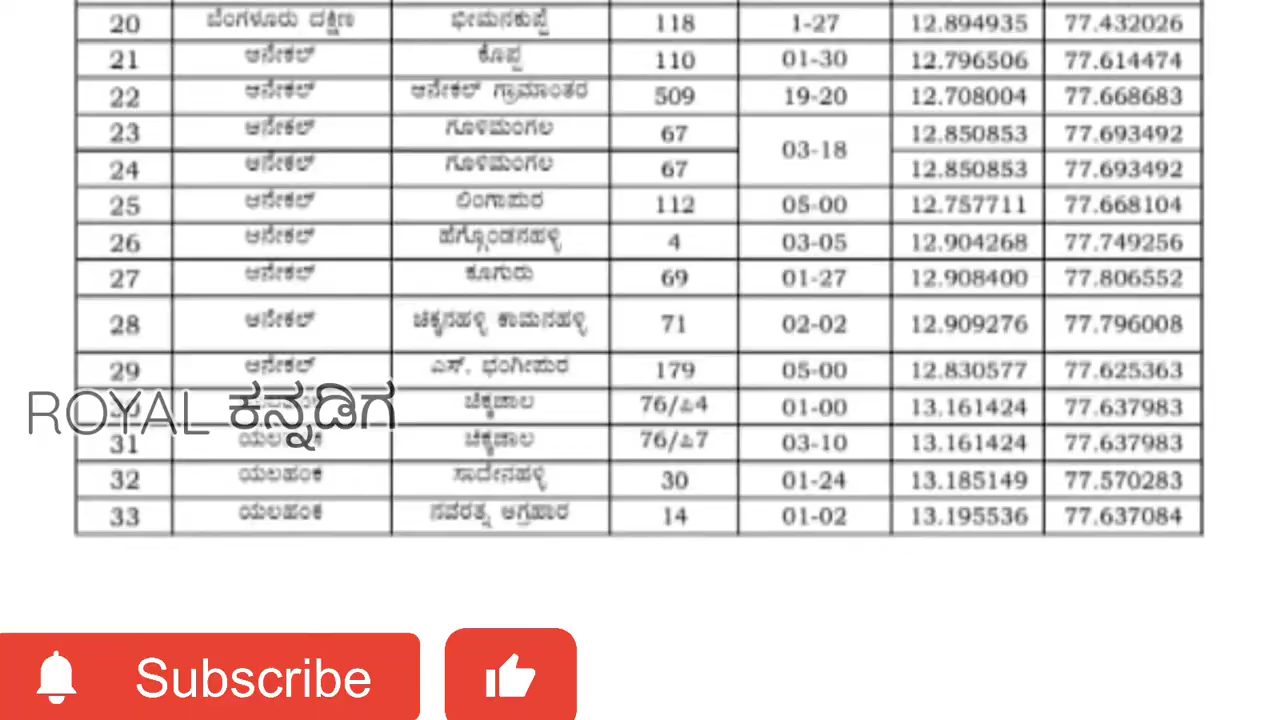 20 ಬೆಂಗಳೂರು ದಕ್ಷಿಣ ಭೀಮನಕುಪ್ಪೆ 118 1-27 12.894935 77.432026
21 ಆನೇಕಲ್ ಕೊಪ್ಪ 110 01-30 12.796506 77.614474
22 ಆನೇಕಲ್ ಆನೇಕಲ್ ಗ್ರಾಮಾಂತರ 509 19-20 12.708004 77.668683
23 ಆನೇಕಲ್ ಗೂಳಿಮಂಗಲ 67 03-18 12.850853 77.693492
24 ಆನೇಕಲ್ ಗೂಳಿಮಂಗಲ 67 12.850853 77.693492
25 ಆನೇಕಲ್ ಲಿಂಗಾಪುರ 112 05-00 12.757711 77.668104
26 ಆನೇಕಲ್ ಹೆಗ್ಗೊಂಡನಹಳ್ಳಿ 4 03-05 12.904268 77.749256
27 ಆನೇಕಲ್ ಕೂಗುರು 69 01-27 12.908400 77.806552
28 ಆನೇಕಲ್ ಚಿಕ್ಕನಹಳ್ಳಿ ಕಾಮನಹಳ್ಳಿ 71 02-02 12.909276 77.796008
29 ಆನೇಕಲ್ ಎಸ್. ಭಂಗೀಪುರ 179 05-00 12.830577 77.625363
ROYAL ಕನ್ನಡಿಗ
ಚಿಕ್ಕಜಾಲ 76/ಪಿ4 01-00 13.161424 77.637983
31 ಯಲಹಂಕ ಚಿಕ್ಕಜಾಲ 76/ಪಿ7 03-10 13.161424 77.637983
32 ಯಲಹಂಕ ಸಾದೇನಹಳ್ಳಿ 30 01-24 13.185149 77.570283
33 ಯಲಹಂಕ ನವರತ್ನ ಅಗ್ರಹಾರ 14 01-02 13.195536 77.637084
Subscribe